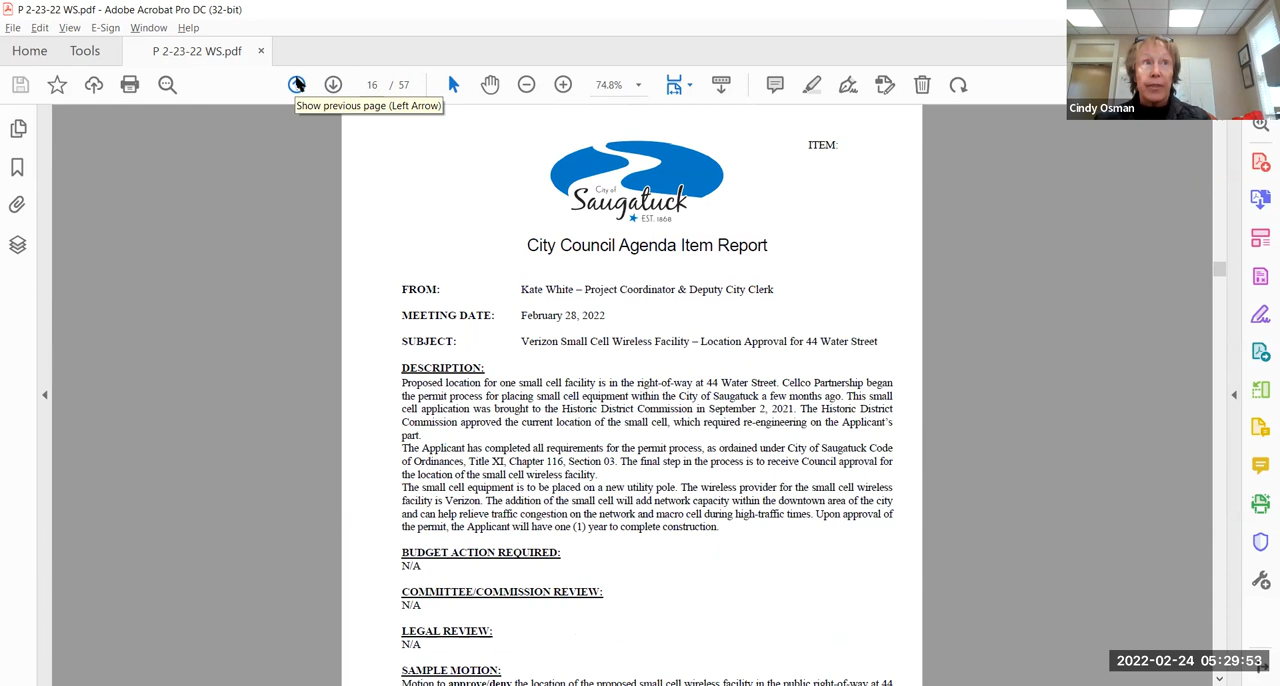 P 2-23-22 WS.pdf - Adobe Acrobat Pro DC (32-bit)
File Edit View E-Sign Window Help
Home Tools P 2-23-22 WS.pdf ×
16 / 57 74.8%
Show previous page (Left Arrow)
Cindy Osman
ITEM:
City of
Saugatuck
EST. 1868
City Council Agenda Item Report
FROM: Kate White – Project Coordinator & Deputy City Clerk
MEETING DATE: February 28, 2022
SUBJECT: Verizon Small Cell Wireless Facility – Location Approval for 44 Water Street
DESCRIPTION:
Proposed location for one small cell facility is in the right-of-way at 44 Water Street. Cellco Partnership began
the permit process for placing small cell equipment within the City of Saugatuck a few months ago. This small
cell application was brought to the Historic District Commission in September 2, 2021. The Historic District
Commission approved the current location of the small cell, which required re-engineering on the Applicant's
part.
The Applicant has completed all requirements for the permit process, as ordained under City of Saugatuck Code
of Ordinances, Title XI, Chapter 116, Section 03. The final step in the process is to receive Council approval for
the location of the small cell wireless facility.
The small cell equipment is to be placed on a new utility pole. The wireless provider for the small cell wireless
facility is Verizon. The addition of the small cell will add network capacity within the downtown area of the city
and can help relieve traffic congestion on the network and macro cell during high-traffic times. Upon approval of
the permit, the Applicant will have one (1) year to complete construction.
BUDGET ACTION REQUIRED:
N/A
COMMITTEE/COMMISSION REVIEW:
N/A
LEGAL REVIEW:
N/A
SAMPLE MOTION:
Motion to approve/deny the location of the proposed small cell wireless facility in the public right-of-way at 44
2022-02-24 05:29:53